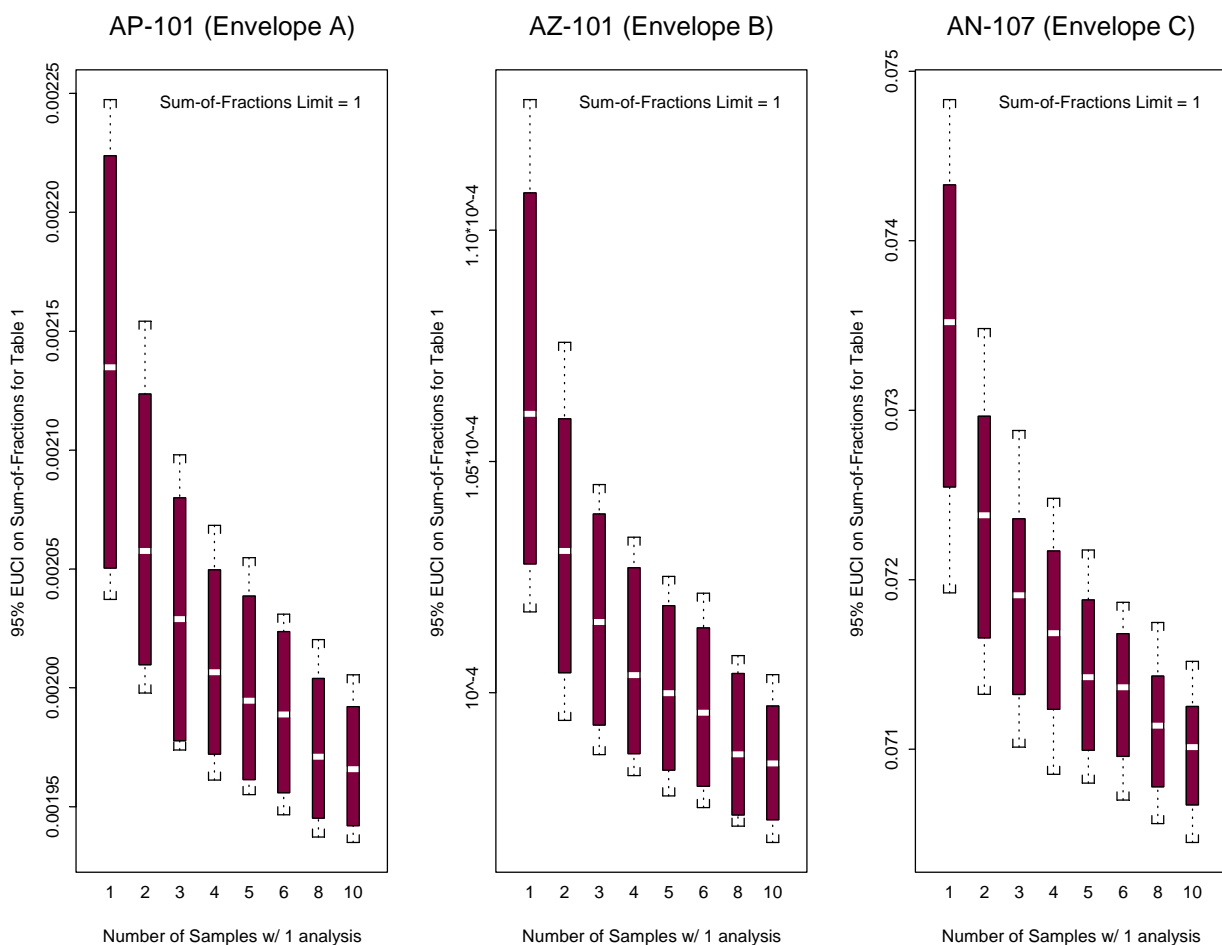 AP-101 (Envelope A)
95% EUCI on Sum-of-Fractions for Table 1
0.00195 0.00200 0.00205 0.00210 0.00215 0.00220 0.00225
Sum-of-Fractions Limit = 1
1 2 3 4 5 6 8 10
Number of Samples w/ 1 analysis
AZ-101 (Envelope B)
95% EUCI on Sum-of-Fractions for Table 1
10^-4 1.05*10^-4 1.10*10^-4
Sum-of-Fractions Limit = 1
1 2 3 4 5 6 8 10
Number of Samples w/ 1 analysis
AN-107 (Envelope C)
95% EUCI on Sum-of-Fractions for Table 1
0.071 0.072 0.073 0.074 0.075
Sum-of-Fractions Limit = 1
1 2 3 4 5 6 8 10
Number of Samples w/ 1 analysis